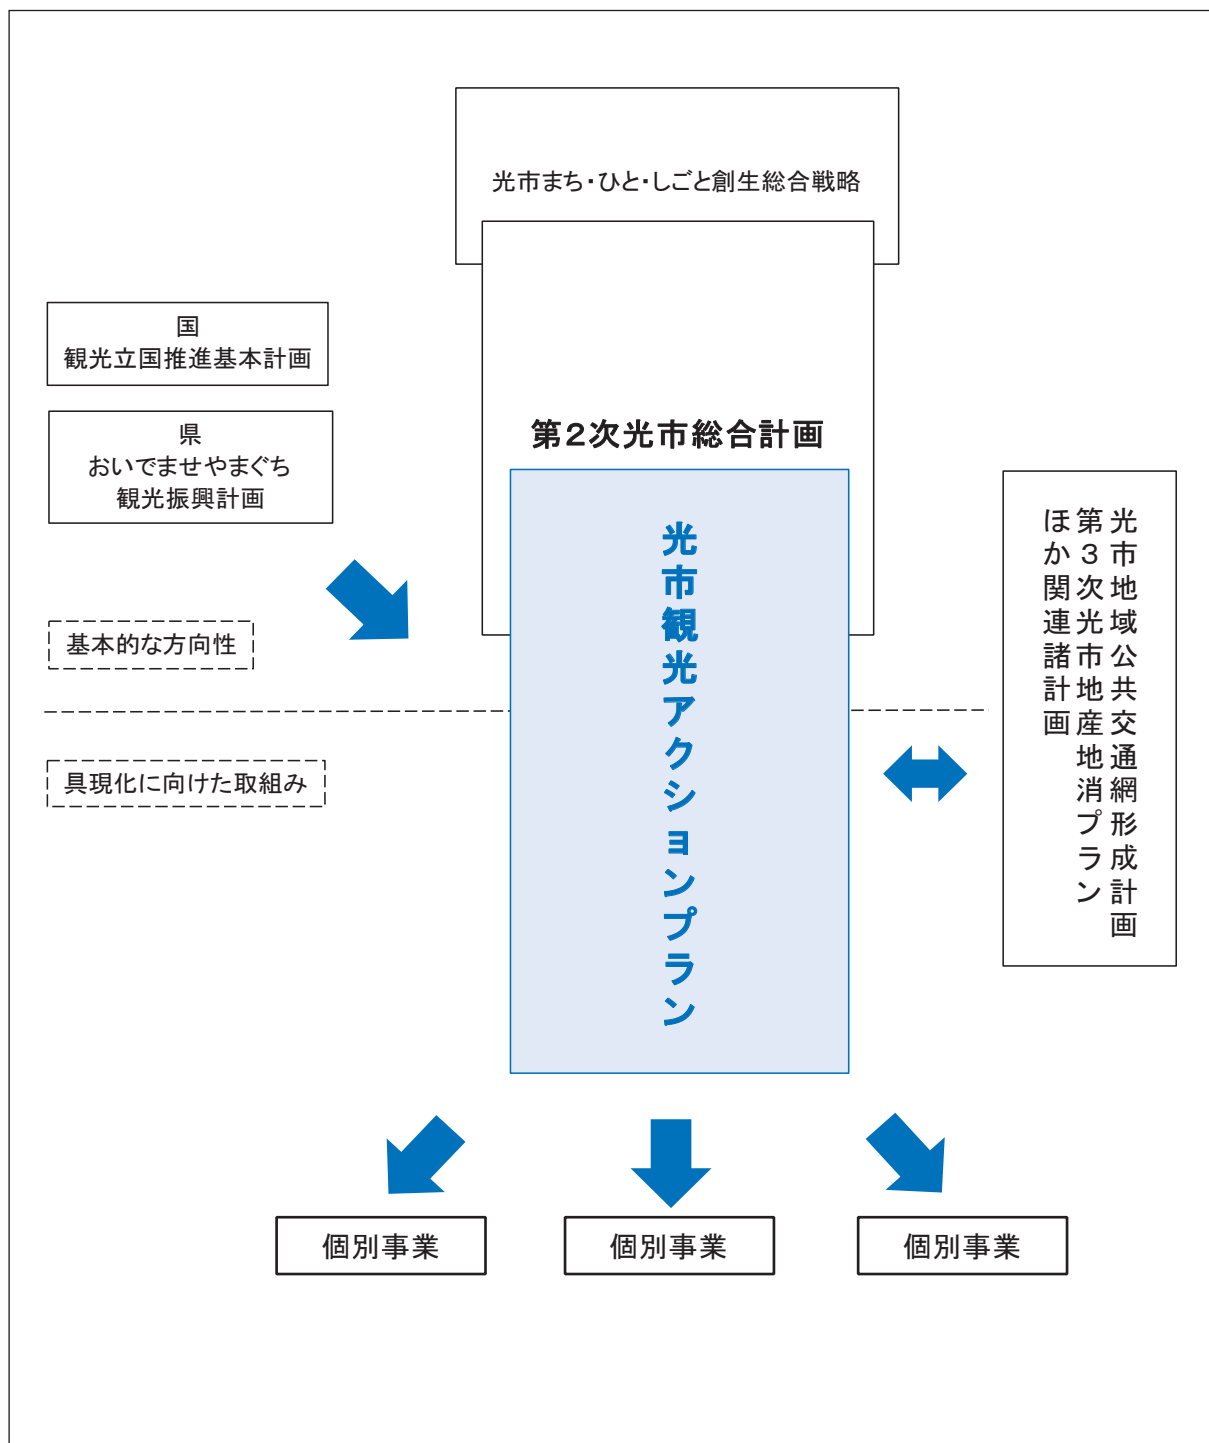 光市まち・ひと・しごと創生総合戦略
国
観光立国推進基本計画
県
おいでませやまぐち
観光振興計画
第2次光市総合計画
光市観光アクションプラン
光市地域公共交通網形成計画
第3次光市地産地消プラン
ほか関連諸計画
基本的な方向性
具現化に向けた取組み
個別事業
個別事業
個別事業